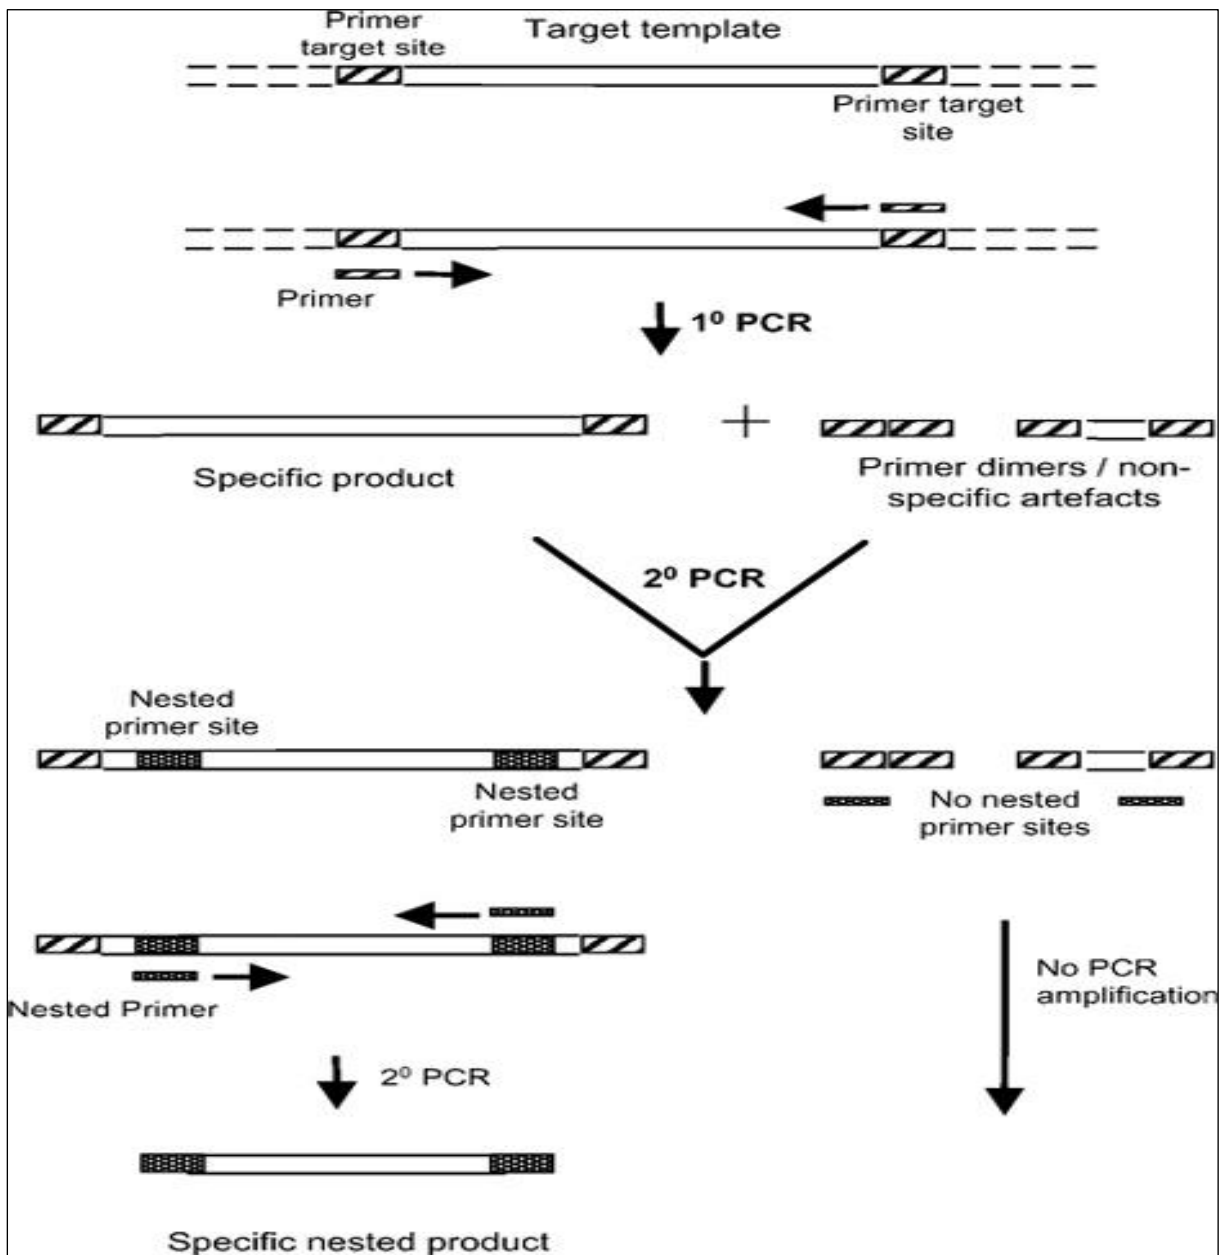 Primer
target site
Target template
Primer target
site
Primer
1⁰ PCR
Specific product
Primer dimers / non-
specific artefacts
2⁰ PCR
Nested
primer site
Nested
primer site
No nested
primer sites
Nested Primer
No PCR
amplification
2⁰ PCR
Specific nested product